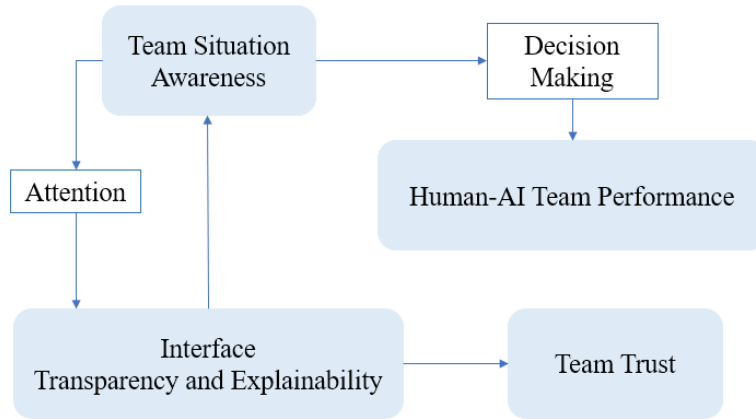 Team Situation
Awareness
Decision
Making
Attention
Human-AI Team Performance
Interface
Transparency and Explainability
Team Trust